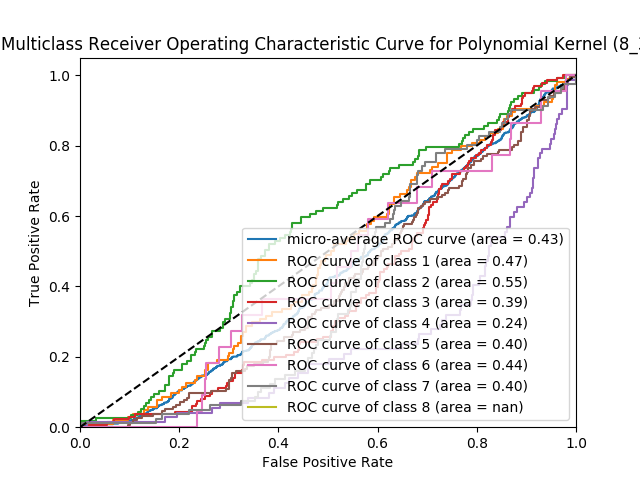 Multiclass Receiver Operating Characteristic Curve for Polynomial Kernel (8_
True Positive Rate
1.0
0.8
0.6
0.4
0.2
0.0
micro-average ROC curve (area = 0.43)
ROC curve of class 1 (area = 0.47)
ROC curve of class 2 (area = 0.55)
ROC curve of class 3 (area = 0.39)
ROC curve of class 4 (area = 0.24)
ROC curve of class 5 (area = 0.40)
ROC curve of class 6 (area = 0.44)
ROC curve of class 7 (area = 0.40)
ROC curve of class 8 (area = nan)
0.0 0.2 0.4 0.6 0.8 1.0
False Positive Rate